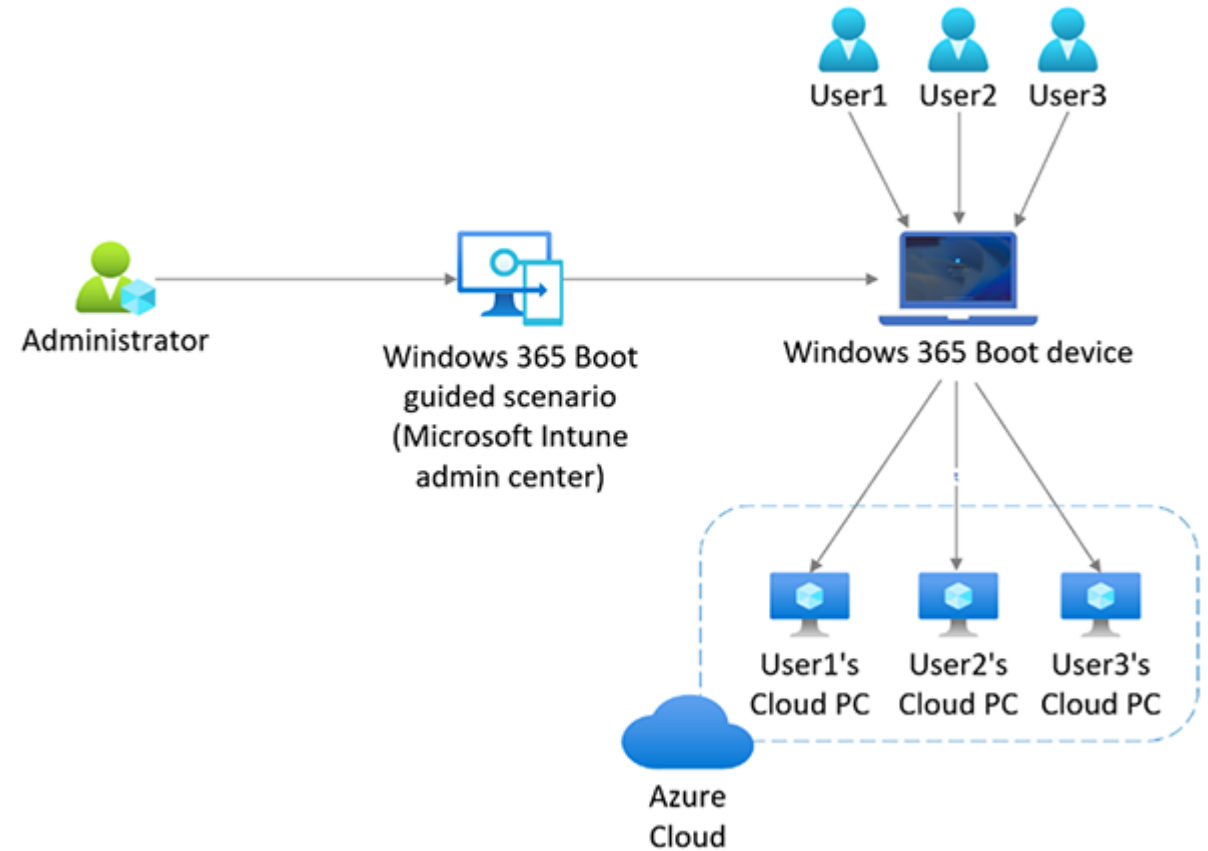 User1
User2
User3
Administrator
Windows 365 Boot
guided scenario
(Microsoft Intune
admin center)
Windows 365 Boot device
User1's
Cloud PC
User2's
Cloud PC
User3's
Cloud PC
Azure
Cloud